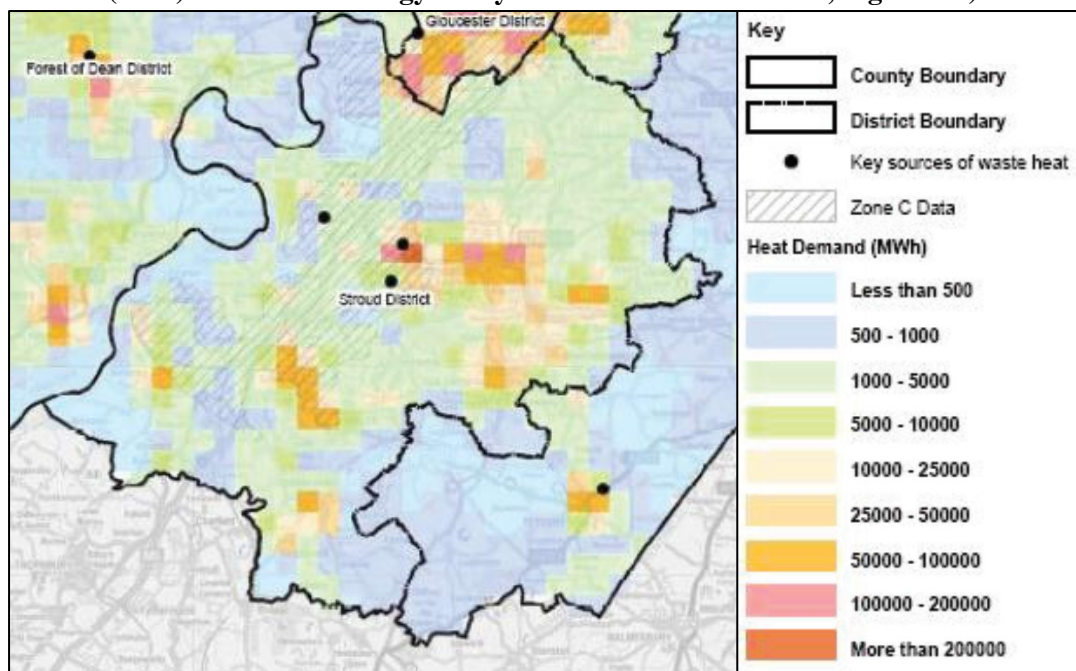 Gloucester District
Forest of Dean District
Stroud District
Key
County Boundary
District Boundary
Key sources of waste heat
Zone C Data
Heat Demand (MWh)
Less than 500
500 - 1000
1000 - 5000
5000 - 10000
10000 - 25000
25000 - 50000
50000 - 100000
100000 - 200000
More than 200000